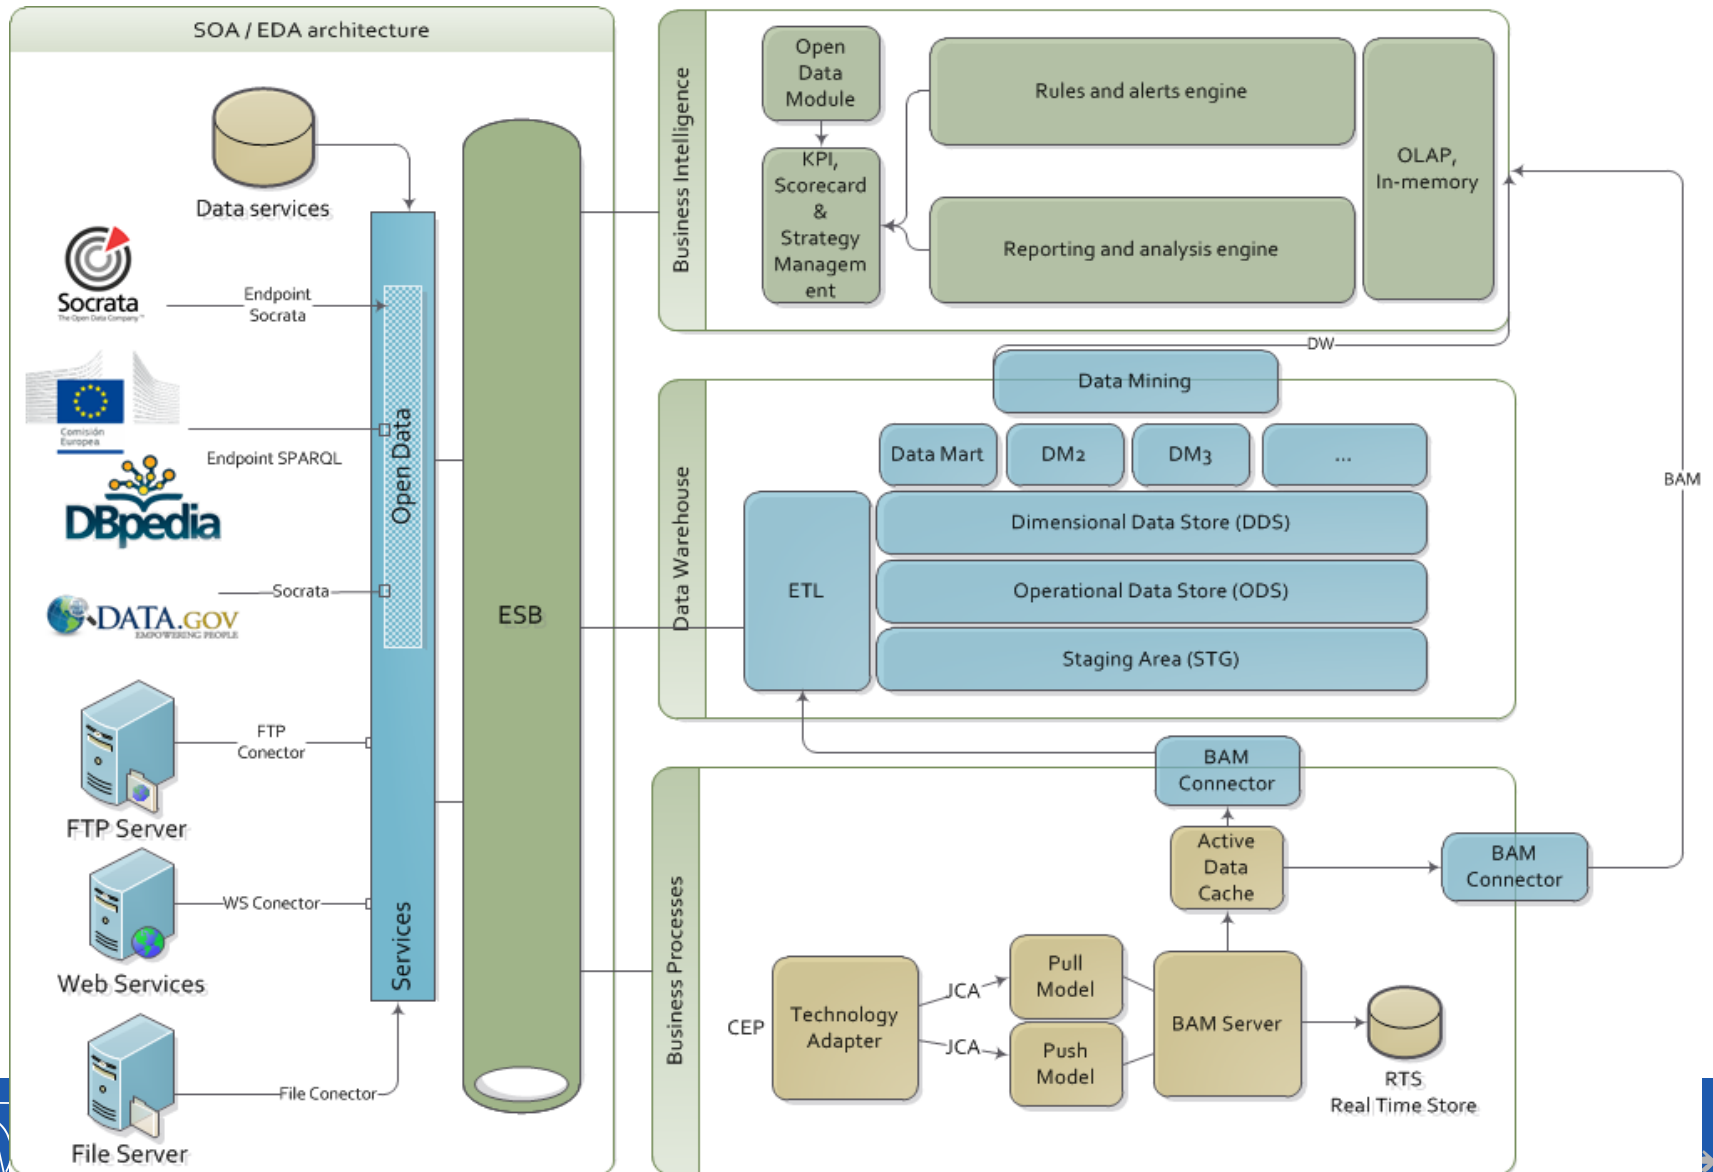 SOA / EDA architecture
Data services
Socrata
The Open Data Company™
Endpoint
Socrata
Comisión
Europea
Endpoint SPARQL
DBpedia
Socrata
DATA.GOV
EMPOWERING PEOPLE
FTP
Conector
FTP Server
WS Conector
Web Services
File Conector
File Server
Open Data
Services
ESB
Business Intelligence
Open
Data
Module
KPI,
Scorecard
&
Strategy
Managem
ent
Rules and alerts engine
Reporting and analysis engine
OLAP,
In-memory
DW
BAM
Data Warehouse
Data Mining
Data Mart
DM2
DM3
...
ETL
Dimensional Data Store (DDS)
Operational Data Store (ODS)
Staging Area (STG)
Business Processes
BAM
Connector
Active
Data
Cache
BAM
Connector
CEP
Technology
Adapter
JCA
JCA
Pull
Model
Push
Model
BAM Server
RTS
Real Time Store